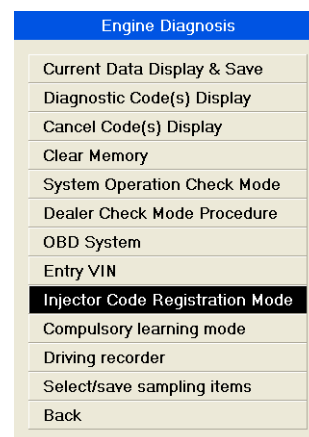 Engine Diagnosis
Current Data Display & Save
Diagnostic Code(s) Display
Cancel Code(s) Display
Clear Memory
System Operation Check Mode
Dealer Check Mode Procedure
OBD System
Entry VIN
Injector Code Registration Mode
Compulsory learning mode
Driving recorder
Select/save sampling items
Back